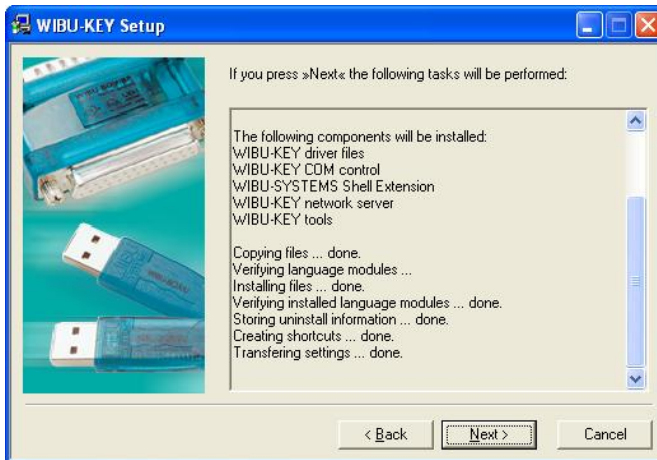 WIBU-KEY Setup
If you press »Next« the following tasks will be performed:
The following components will be installed:
WIBU-KEY driver files
WIBU-KEY COM control
WIBU-SYSTEMS Shell Extension
WIBU-KEY network server
WIBU-KEY tools
Copying files ... done.
Verifying language modules ...
Installing files ... done.
Verifying installed language modules ... done.
Storing uninstall information ... done.
Creating shortcuts ... done.
Transfering settings ... done.
< Back
Next >
Cancel